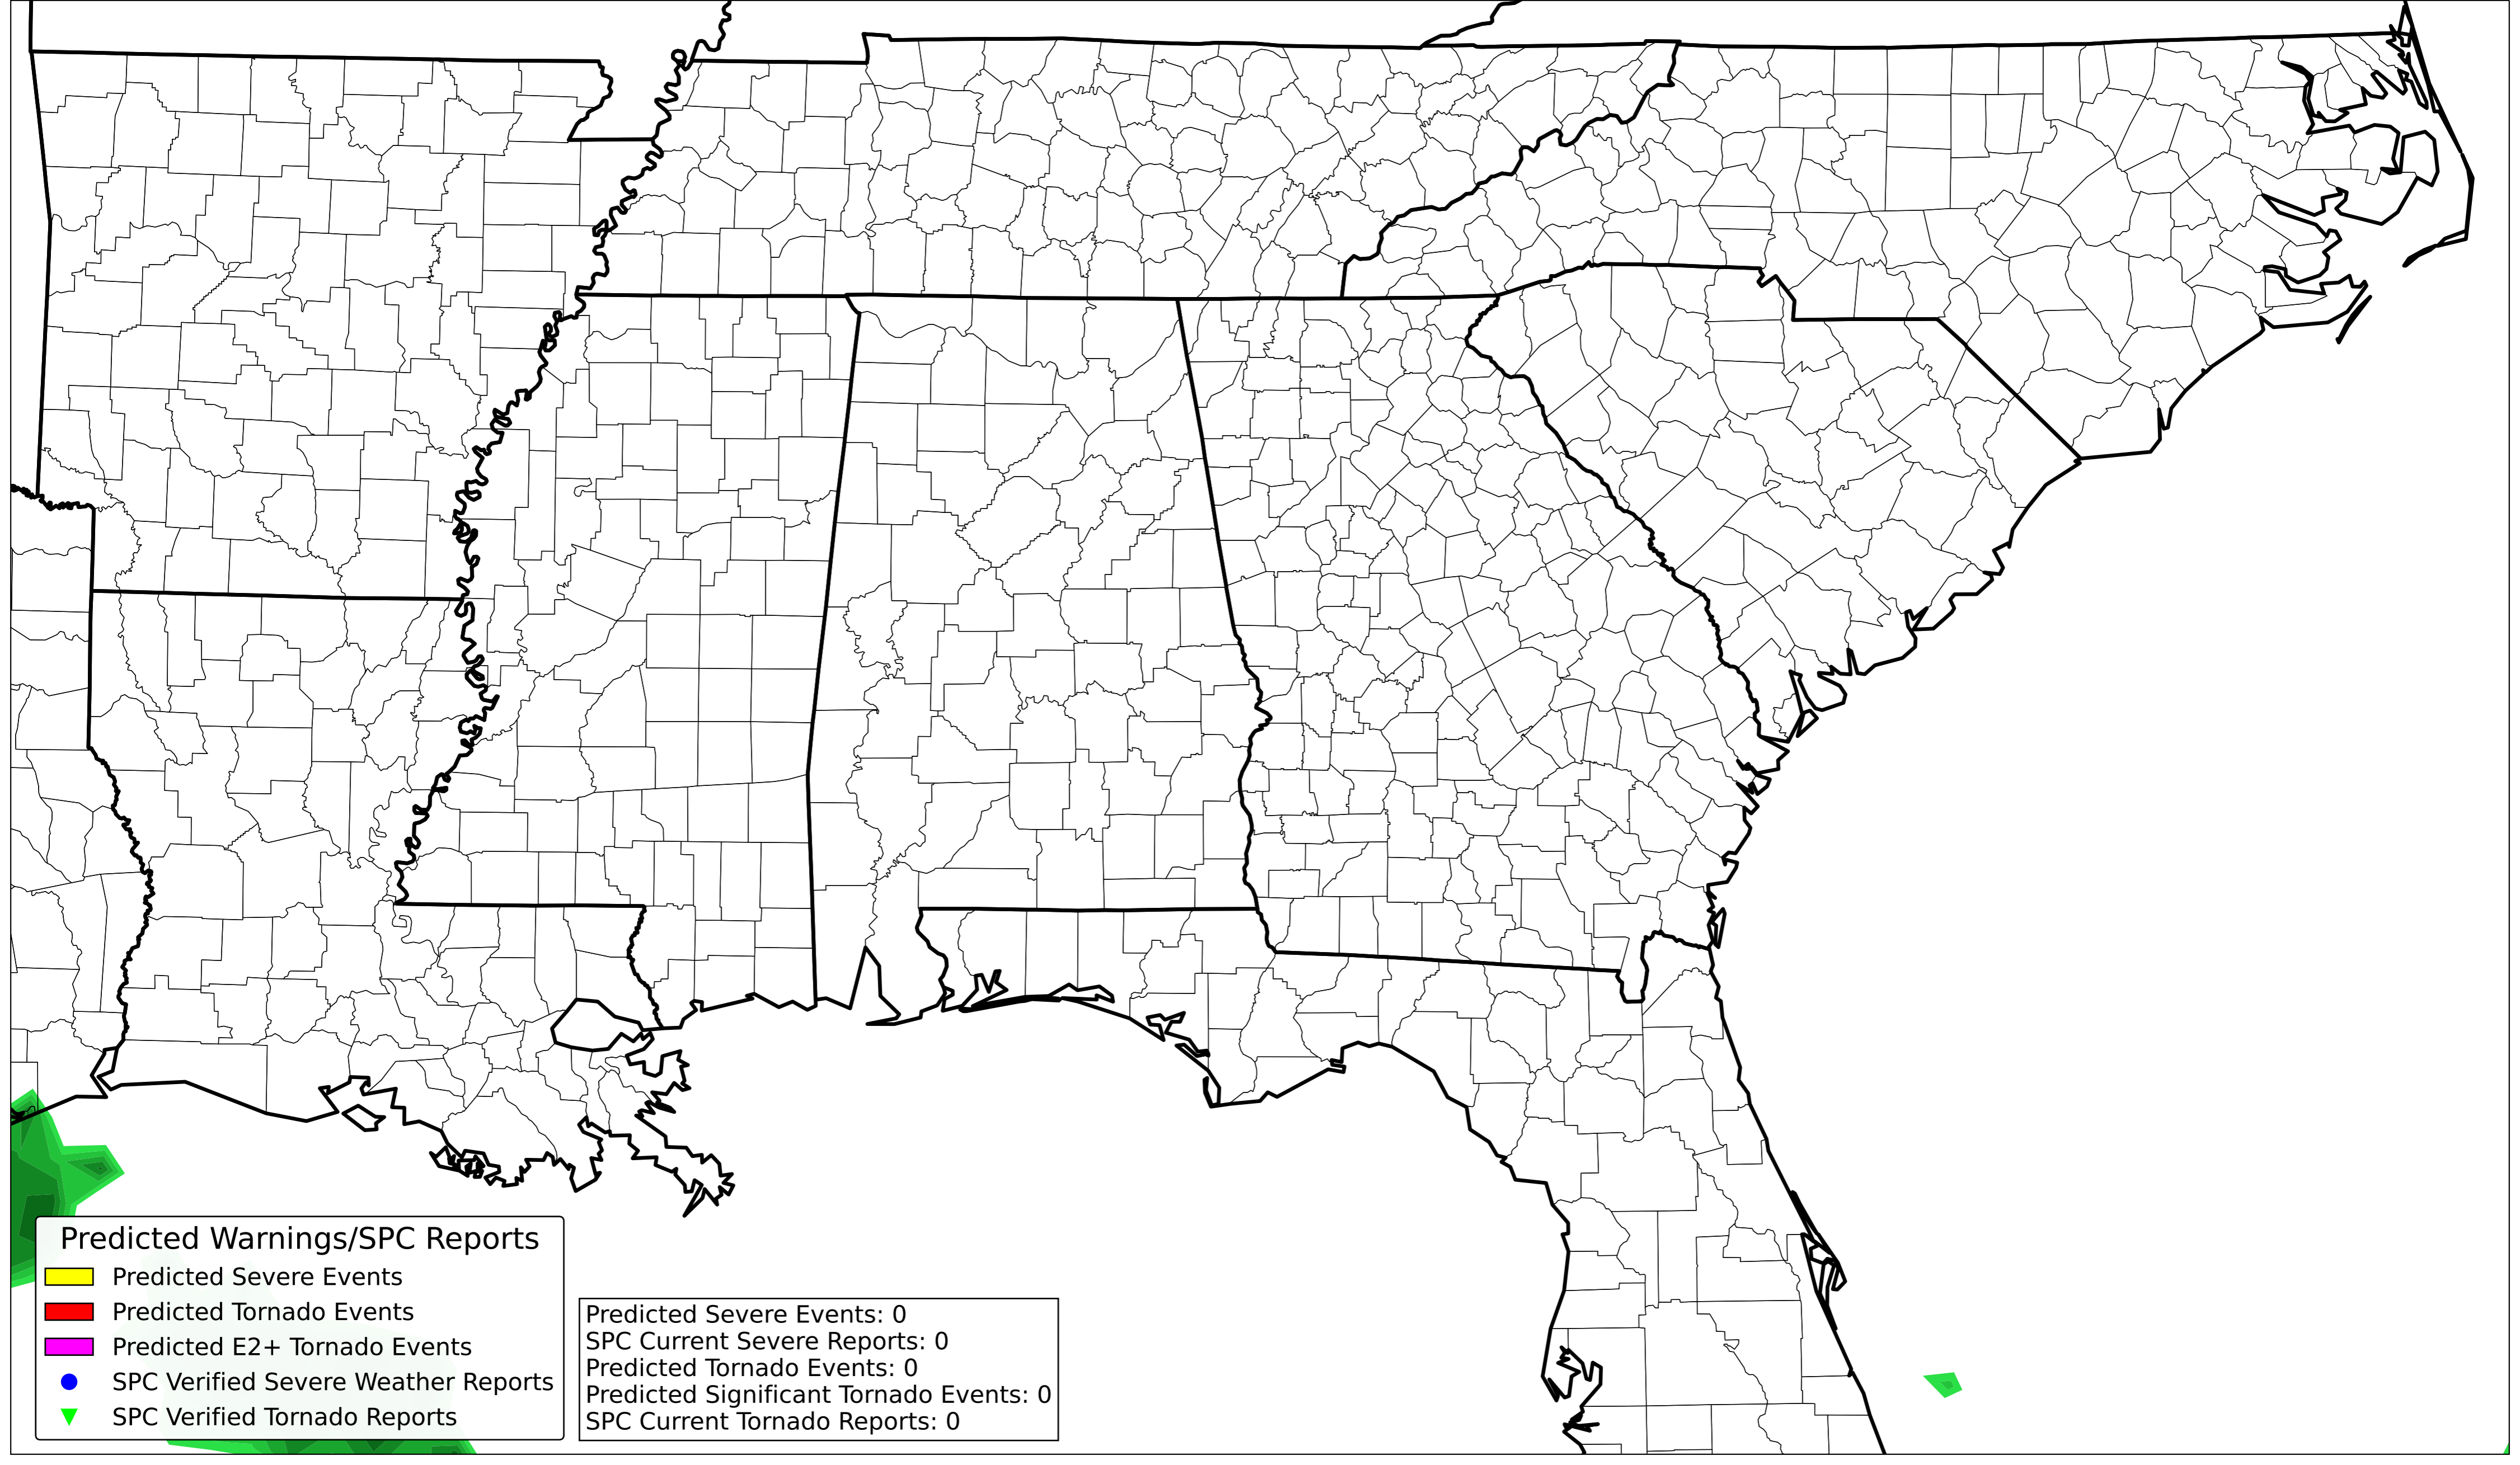 Predicted Warnings/SPC Reports
Predicted Severe Events
Predicted Tornado Events
Predicted E2+ Tornado Events
SPC Verified Severe Weather Reports
SPC Verified Tornado Reports
Predicted Severe Events: 0
SPC Current Severe Reports: 0
Predicted Tornado Events: 0
Predicted Significant Tornado Events: 0
SPC Current Tornado Reports: 0